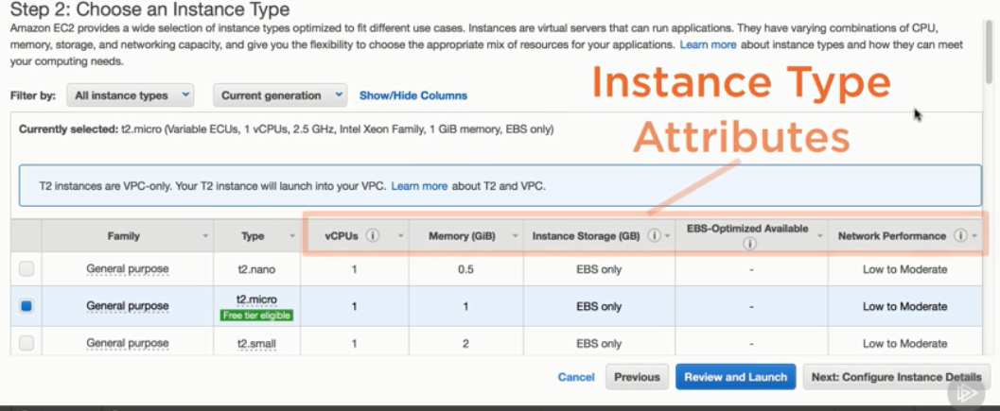 Step 2: Choose an Instance Type
Amazon EC2 provides a wide selection of instance types optimized to fit different use cases. Instances are virtual servers that can run applications. They have varying combinations of CPU,
memory, storage, and networking capacity, and give you the flexibility to choose the appropriate mix of resources for your applications. Learn more about instance types and how they can meet
your computing needs.
Filter by: All instance types Current generation Show/Hide Columns
Instance Type
Attributes
Currently selected: t2.micro (Variable ECUs, 1 vCPUs, 2.5 GHz, Intel Xeon Family, 1 GiB memory, EBS only)
T2 instances are VPC-only. Your T2 instance will launch into your VPC. Learn more about T2 and VPC.
Family Type vCPUs Memory (GiB) Instance Storage (GB) EBS-Optimized Available Network Performance
General purpose t2.nano 1 0.5 EBS only - Low to Moderate
General purpose t2.micro Free tier eligible 1 1 EBS only - Low to Moderate
General purpose t2.small 1 2 EBS only - Low to Moderate
Cancel Previous Review and Launch Next: Configure Instance Details